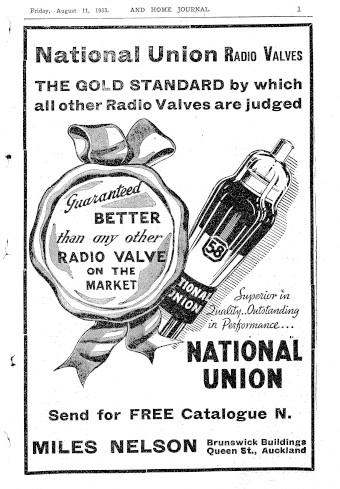 Friday, August 11, 1933. AND HOME JOURNAL 1
National Union RADIO VALVES
THE GOLD STANDARD by which
all other Radio Valves are judged
Guaranteed
BETTER
than any other
RADIO VALVE
ON THE
MARKET
58
NATIONAL
UNION
Superior in
Quality..Outstanding
in Performance...
NATIONAL
UNION
Send for FREE Catalogue N.
MILES NELSON Brunswick Buildings
Queen St., Auckland